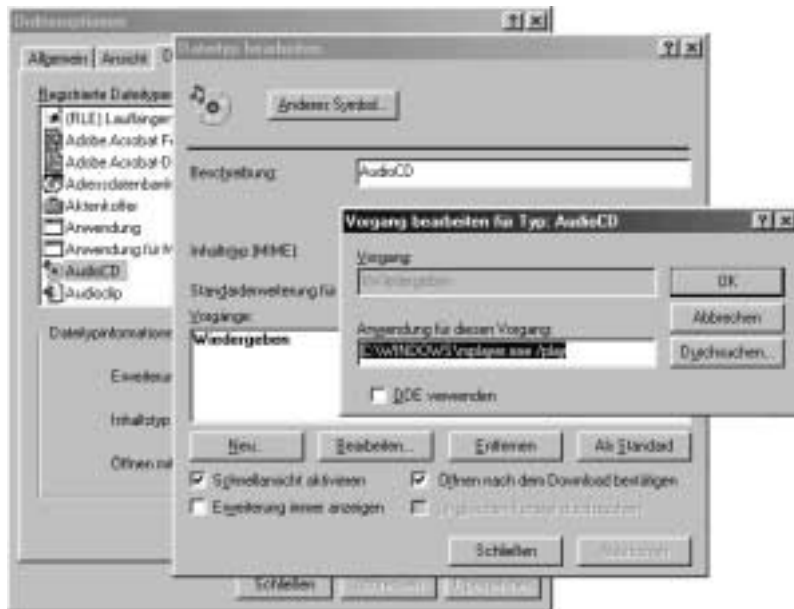 Dateioptionen
Allgemein Ansicht D
Registrierte Dateitypen
(RLE) Lauflängen
Adobe Acrobat F
Adobe Acrobat D
Adressdatenbank
Aktenkoffer
Anwendung
Anwendung für M
AudioCD
Audioclip
Dateitypinformatione
Erweiteru
Inhaltstyp
Öffnen mit
Schließen
Dateityp bearbeiten
Anderes Symbol...
Beschreibung:
AudioCD
Inhaltstyp (MIME):
Standarderweiterung für
Vorgänge:
Wiedergeben
Neu...
Bearbeiten...
Entfernen
Als Standard
Schnellansicht aktivieren
Öffnen nach dem Download bestätigen
Erweiterung immer anzeigen
Schließen
Abbrechen
Vorgang bearbeiten für Typ: AudioCD
Vorgang:
Wiedergeben
OK
Abbrechen
Anwendung für diesen Vorgang:
C:\WINDOWS\mplayer.exe /play
Durchsuchen...
DDE verwenden